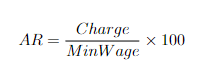 AR = Charge / MinWage × 100